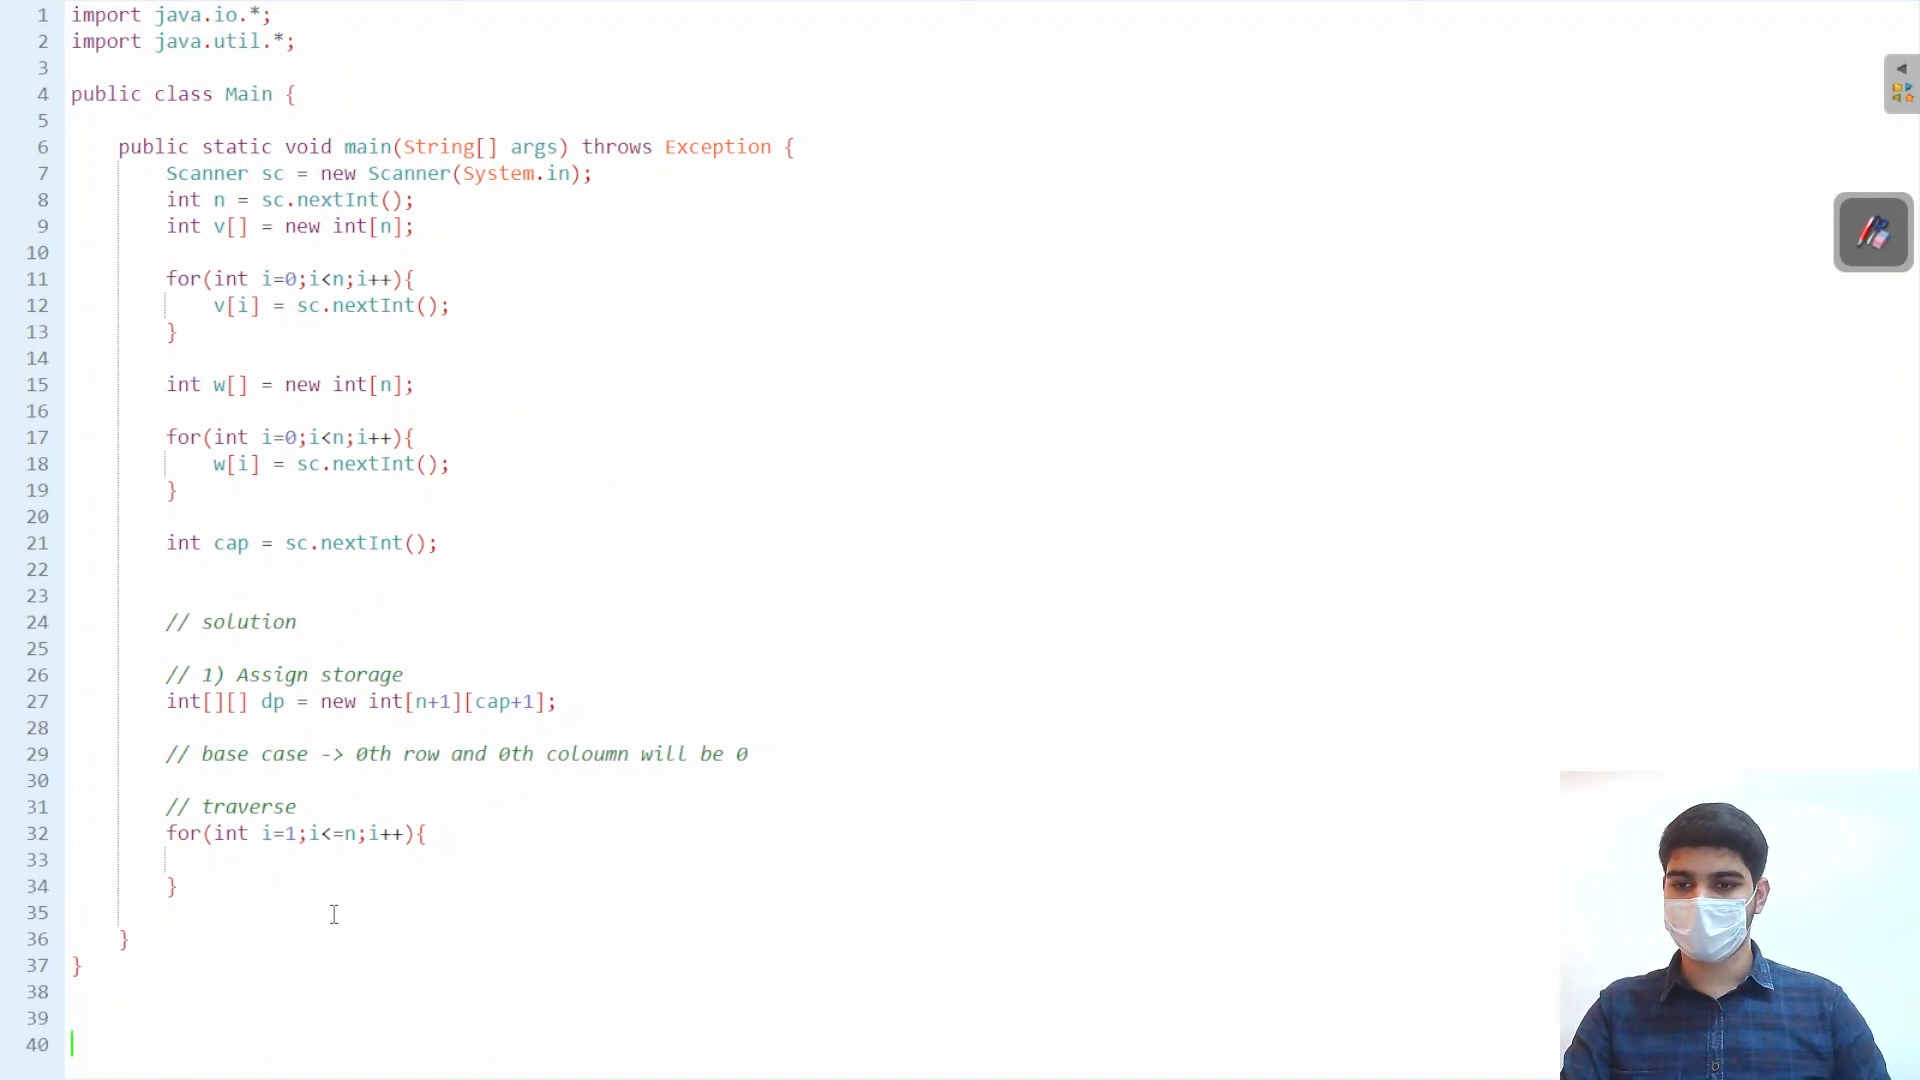 1 import java.io.*;
2 import java.util.*;
3
4 public class Main {
5
6 public static void main(String[] args) throws Exception {
7 Scanner sc = new Scanner(System.in);
8 int n = sc.nextInt();
9 int v[] = new int[n];
10
11 for(int i=0;i<n;i++){
12 v[i] = sc.nextInt();
13 }
14
15 int w[] = new int[n];
16
17 for(int i=0;i<n;i++){
18 w[i] = sc.nextInt();
19 }
20
21 int cap = sc.nextInt();
22
23
24 // solution
25
26 // 1) Assign storage
27 int[][] dp = new int[n+1][cap+1];
28
29 // base case -> 0th row and 0th coloumn will be 0
30
31 // traverse
32 for(int i=1;i<=n;i++){
33
34 }
35
36 }
37 }
38
39
40